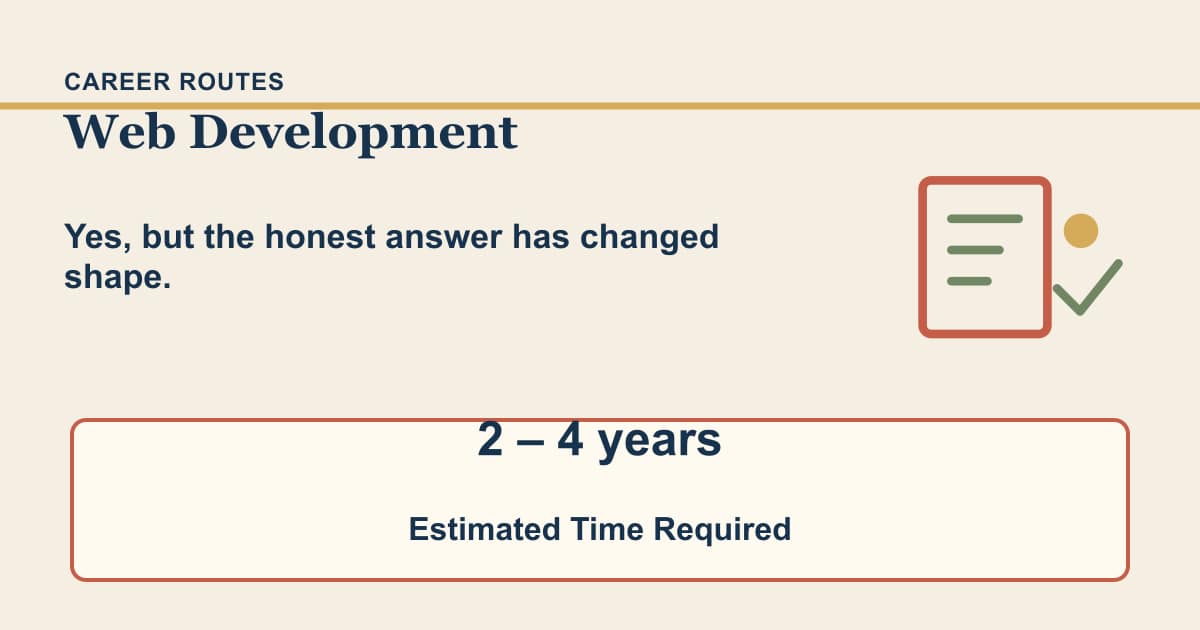 CAREER ROUTES
Web Development
Yes, but the honest answer has changed
shape.
2 – 4 years
Estimated Time Required